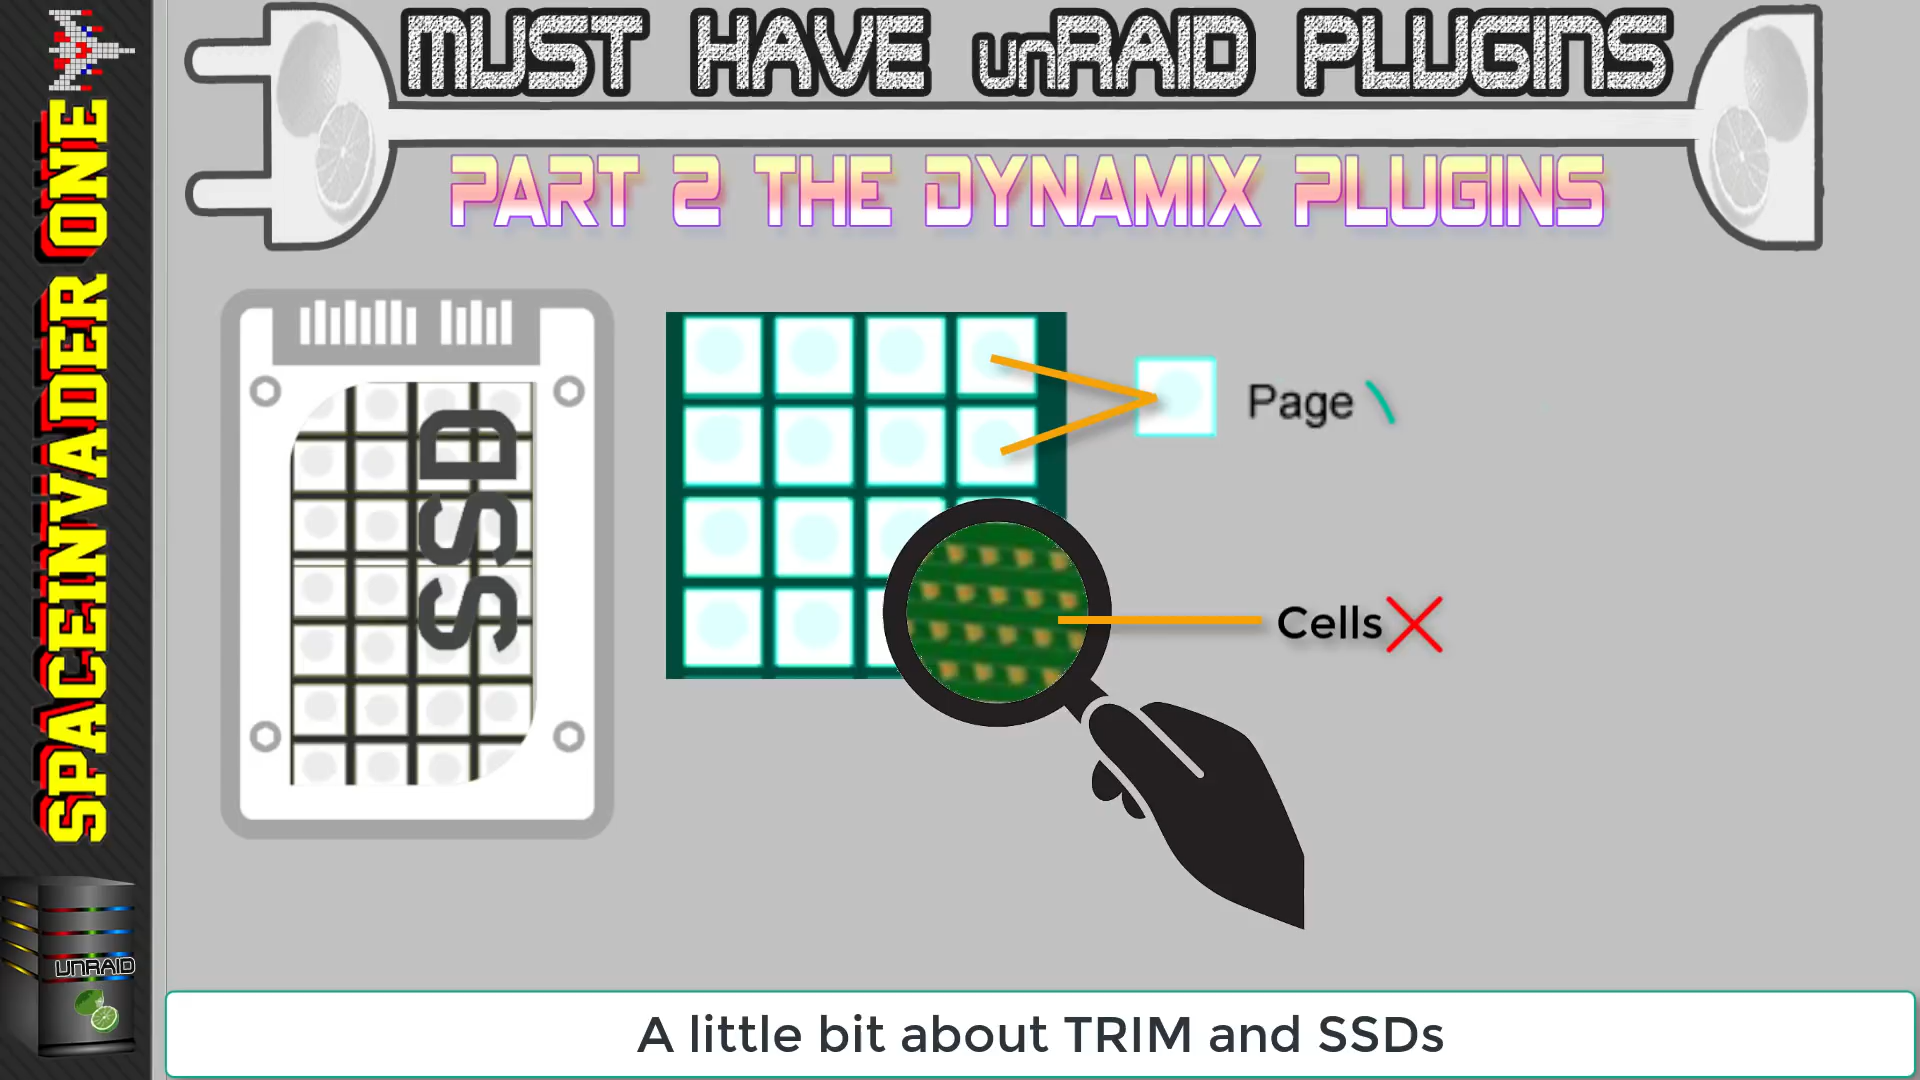 MUST HAVE unRAID PLUGINS
PART 2 THE DYNAMIX PLUGINS
SPACEINVADER ONE
SSD
Page
Cells
UNRAID
A little bit about TRIM and SSDs